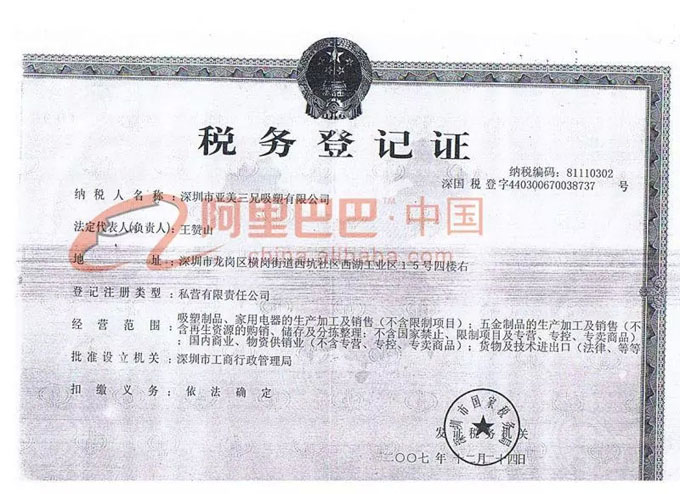 税务登记证
纳税编码：81110302
深国 税 登字440300670038737 号
纳税人名称：深圳市亚美三兄吸塑有限公司
阿里巴巴·中国
china.alibaba.com
法定代表人(负责人)：王赞山
地 址：深圳市龙岗区横岗街道西坑社区西湖工业区15号四楼右
登记注册类型：私营有限责任公司
经营范围：吸塑制品、家用电器的生产加工及销售（不含限制项目）；五金制品的生产加工及销售（不
含再生资源的购销、储存及分拣整理；不含国家禁止、限制项目及专营、专控、专卖商品）
；国内商业、物资供销业（不含专营、专控、专卖商品）；货物及技术进出口（法律、等等
批准设立机关：深圳市工商行政管理局
扣缴义务：依法确定
深圳市国家税务局
发证税务机关
二〇〇七年 十二月二十四日